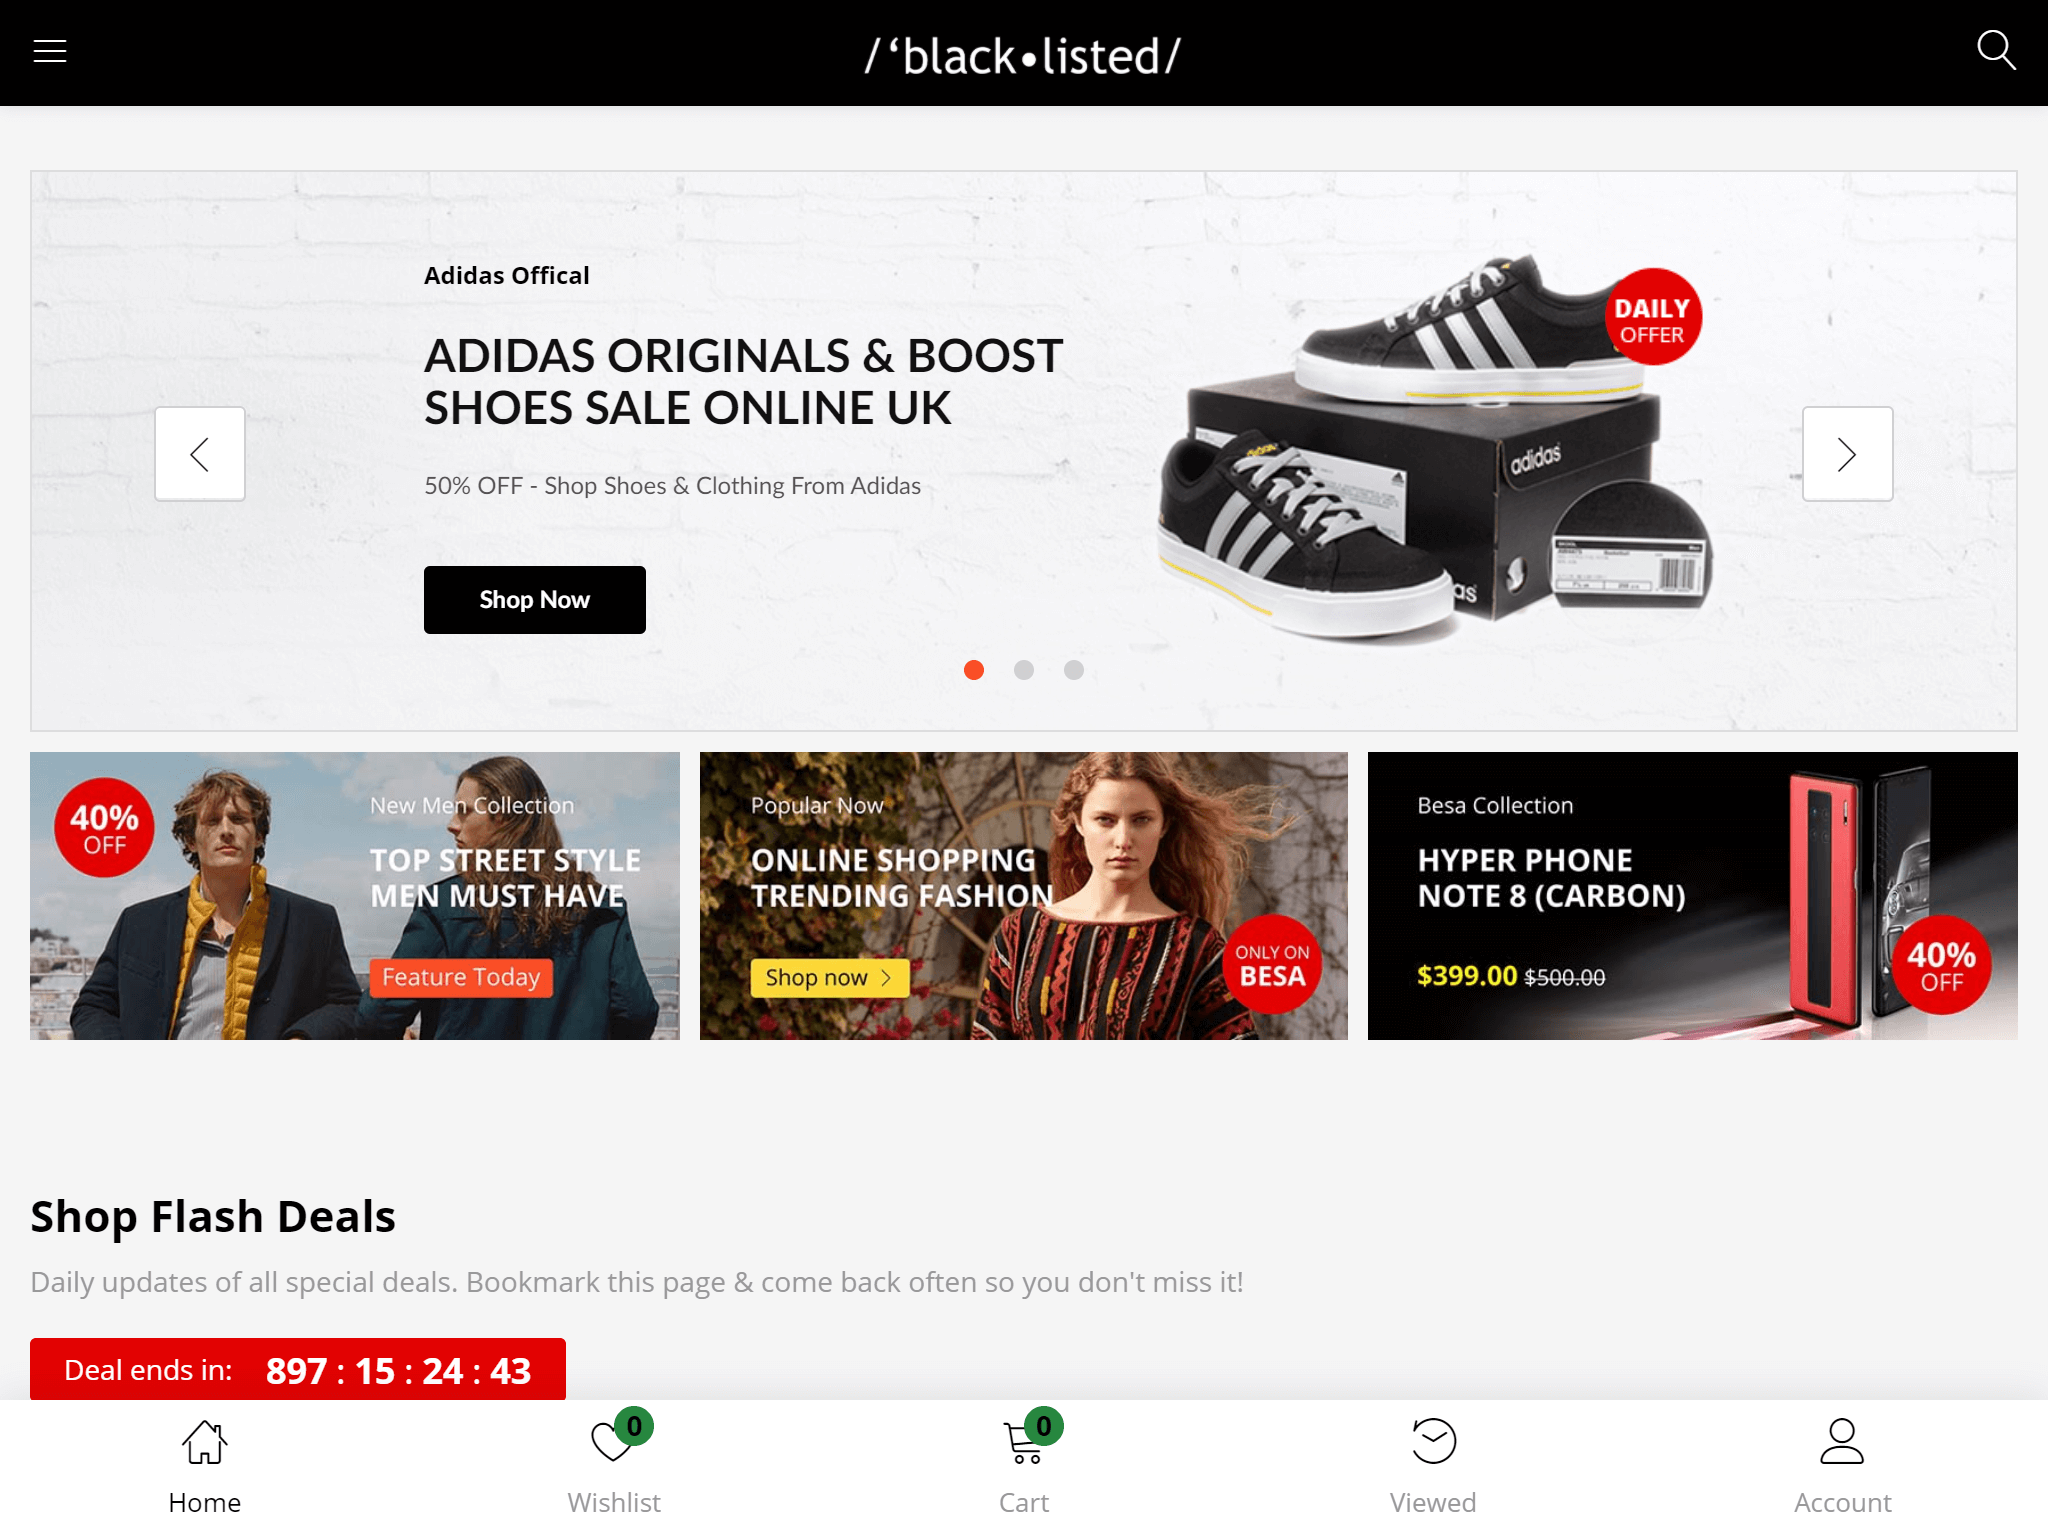 /‘black•listed/
Adidas Offical
ADIDAS ORIGINALS & BOOST
SHOES SALE ONLINE UK
50% OFF - Shop Shoes & Clothing From Adidas
Shop Now
DAILY
OFFER
adidas
adidas
das
40%
OFF
New Men Collection
TOP STREET STYLE
MEN MUST HAVE
Feature Today
Popular Now
ONLINE SHOPPING
TRENDING FASHION
Shop now >
ONLY ON
BESA
Besa Collection
HYPER PHONE
NOTE 8 (CARBON)
$399.00 $500.00
40%
OFF
Shop Flash Deals
Daily updates of all special deals. Bookmark this page & come back often so you don't miss it!
Deal ends in: 897 : 15 : 24 : 43
0
0
Home
Wishlist
Cart
Viewed
Account